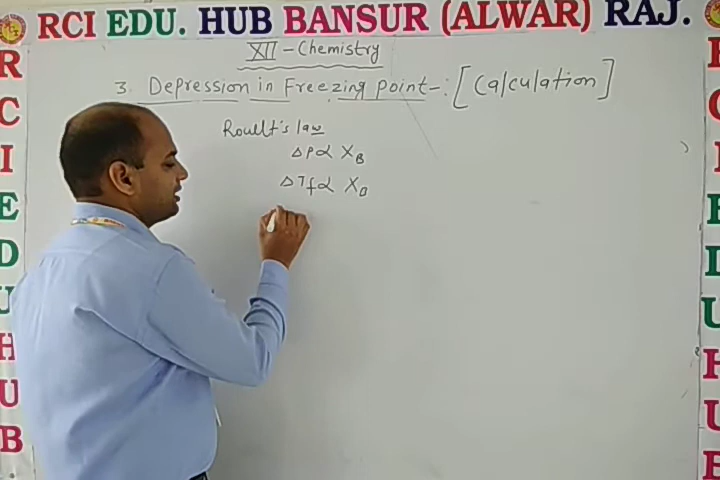 RCI EDU. HUB BANSUR (ALWAR) RAJ.
XII - Chemistry
3. Depression in Freezing point -: [Calculation]
Roult's law
ΔP∝ X_B
ΔTf∝ X_B
R
C
I
E
D
U
H
U
B
R
C
I
E
D
U
H
U
B